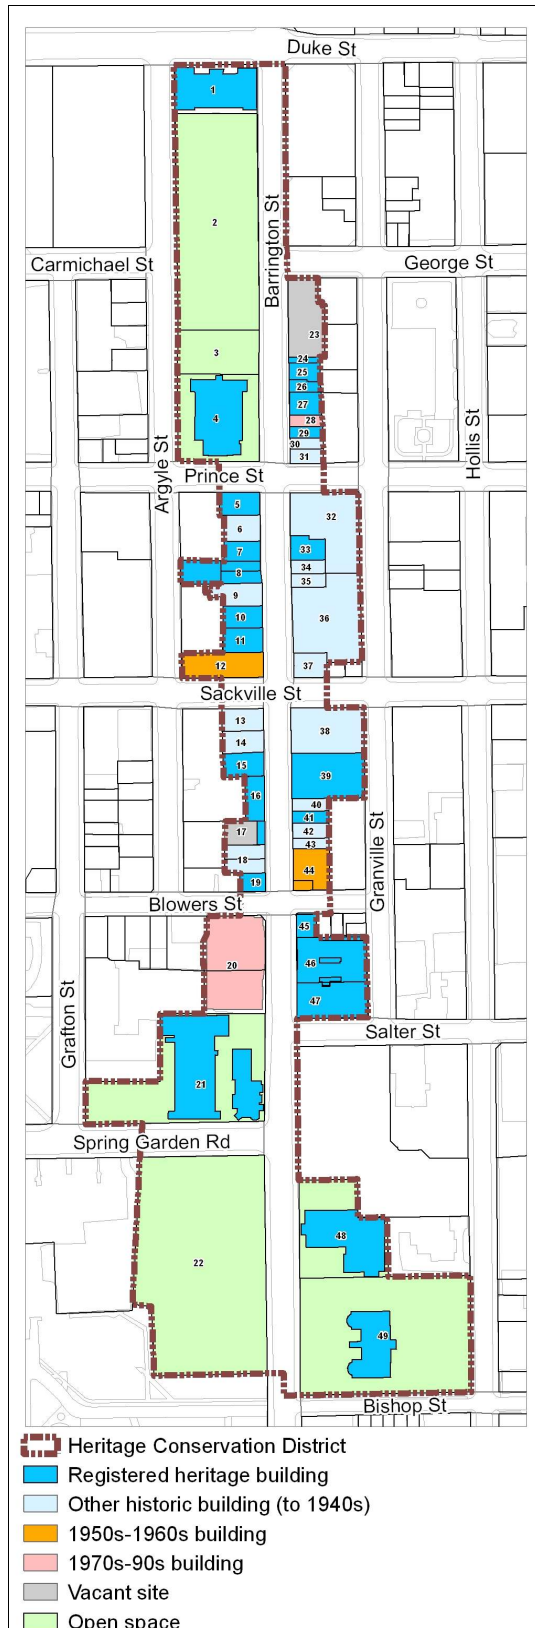 Duke St
1
Barrington St
2
Carmichael St
George St
23
3
24
25
26
4
27
28
29
30
31
Argyle St
Hollis St
Prince St
5
32
6
7
33
8
34
35
9
10
36
11
12
37
Sackville St
13
38
14
15
39
16
40
41
17
42
43
18
44
19
Granville St
Blowers St
45
20
46
47
Grafton St
Salter St
21
Spring Garden Rd
48
22
49
Bishop St
Heritage Conservation District
Registered heritage building
Other historic building (to 1940s)
1950s-1960s building
1970s-90s building
Vacant site
Open space